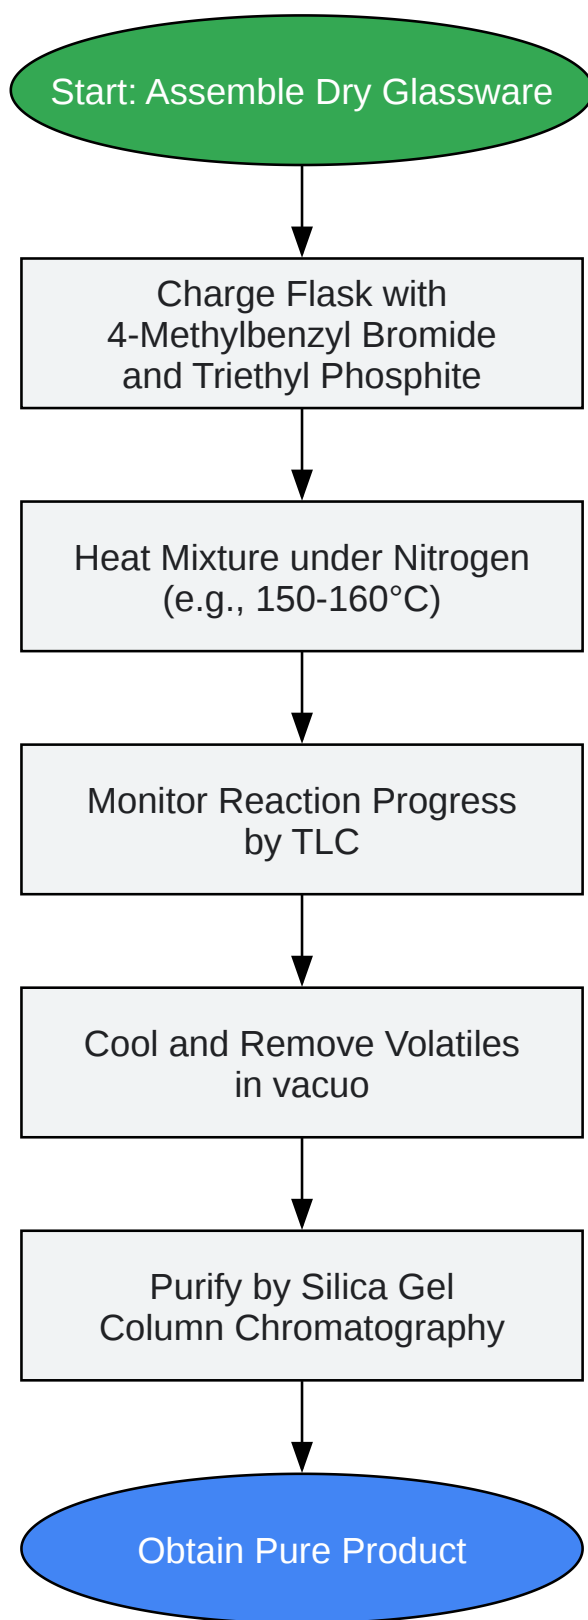 Start: Assemble Dry Glassware
Charge Flask with
4-Methylbenzyl Bromide
and Triethyl Phosphite
Heat Mixture under Nitrogen
(e.g., 150-160°C)
Monitor Reaction Progress
by TLC
Cool and Remove Volatiles
in vacuo
Purify by Silica Gel
Column Chromatography
Obtain Pure Product